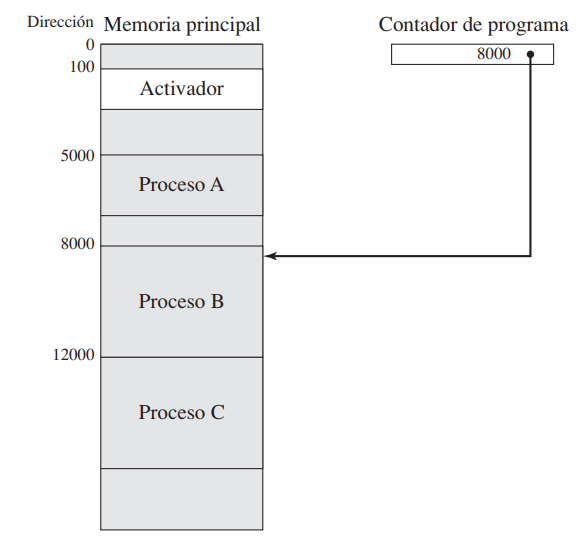 Dirección Memoria principal
Contador de programa
0
8000
100
Activador
5000
Proceso A
8000
Proceso B
12000
Proceso C